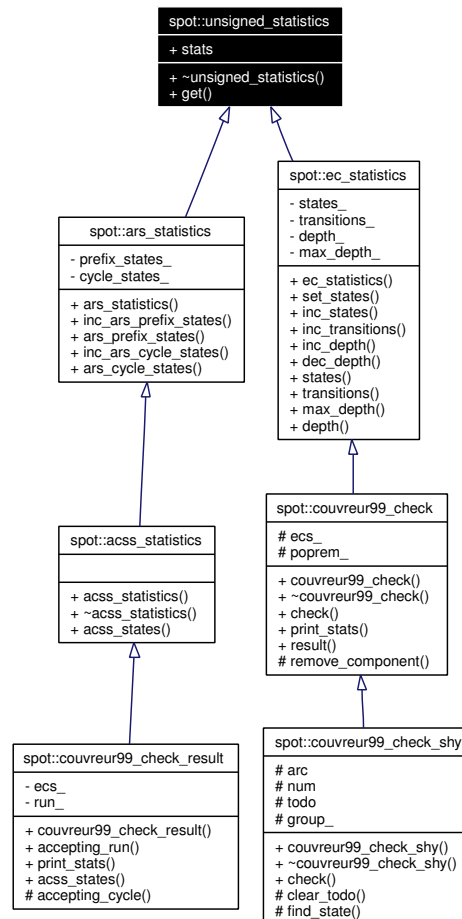 spot::unsigned_statistics
+ stats
+ ~unsigned_statistics()
+ get()
spot::ec_statistics
- states_
- transitions_
- depth_
- max_depth_
+ ec_statistics()
+ set_states()
+ inc_states()
+ inc_transitions()
+ inc_depth()
+ dec_depth()
+ states()
+ transitions()
+ max_depth()
+ depth()
spot::ars_statistics
- prefix_states_
- cycle_states_
+ ars_statistics()
+ inc_ars_prefix_states()
+ ars_prefix_states()
+ inc_ars_cycle_states()
+ ars_cycle_states()
spot::couvreur99_check
# ecs_
# poprem_
+ couvreur99_check()
+ ~couvreur99_check()
+ check()
+ print_stats()
+ result()
# remove_component()
spot::acss_statistics
+ acss_statistics()
+ ~acss_statistics()
+ acss_states()
spot::couvreur99_check_result
- ecs_
- run_
+ couvreur99_check_result()
+ accepting_run()
+ print_stats()
+ acss_states()
# accepting_cycle()
spot::couvreur99_check_shy
# arc
# num
# todo
# group_
+ couvreur99_check_shy()
+ ~couvreur99_check_shy()
+ check()
# clear_todo()
# find_state()